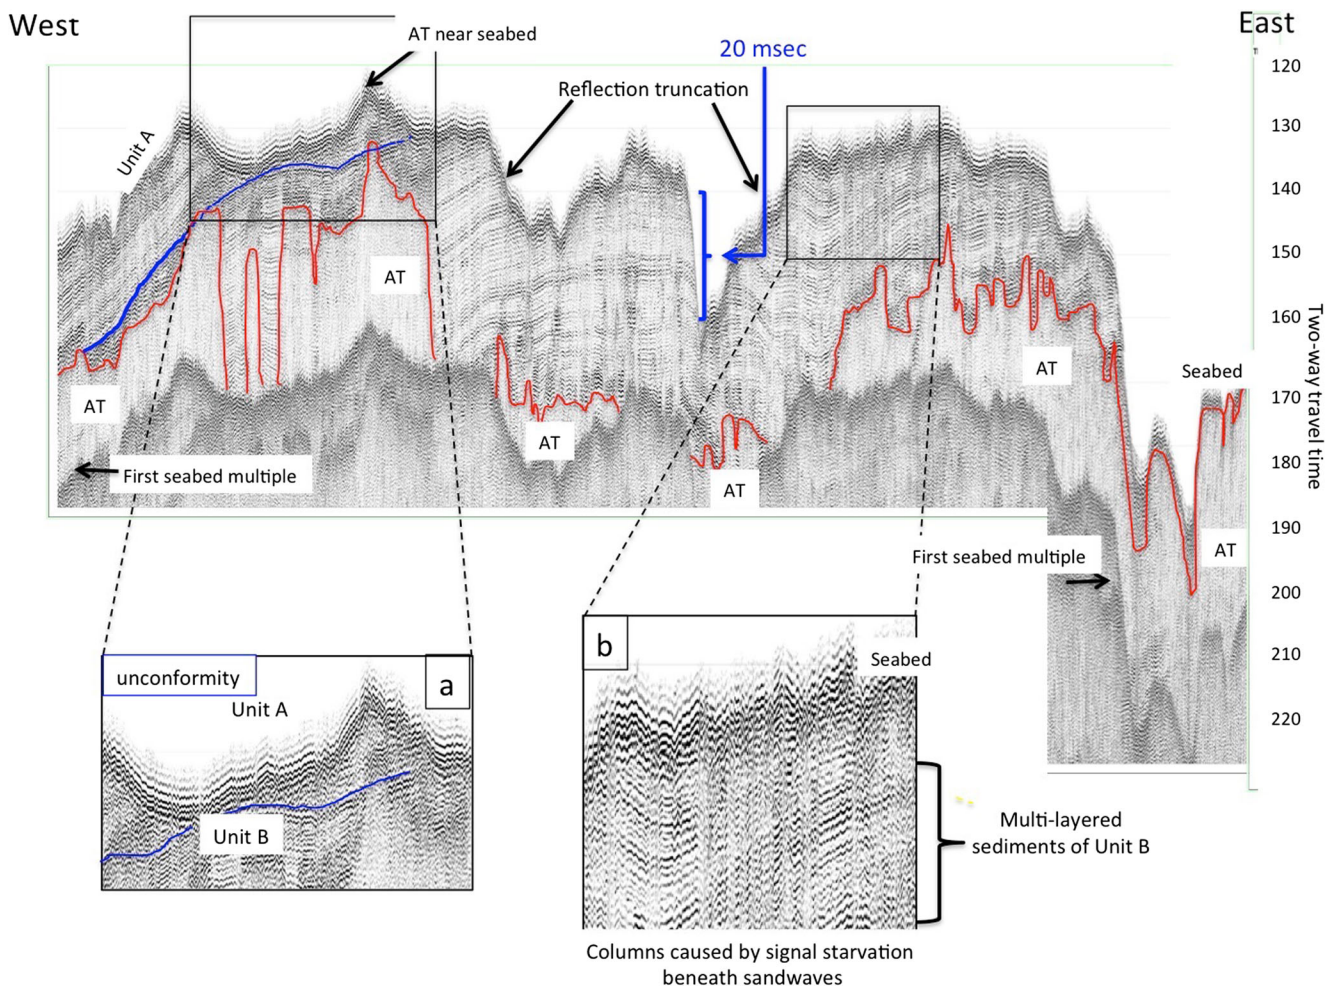 West
East
AT near seabed
20 msec
Reflection truncation
Unit A
120
130
140
150
160
170
180
190
200
210
220
Two-way travel time
AT
AT
AT
AT
AT
AT
Seabed
First seabed multiple
First seabed multiple
unconformity
a
Unit A
Unit B
b
Seabed
Multi-layered
sediments of Unit B
Columns caused by signal starvation
beneath sandwaves